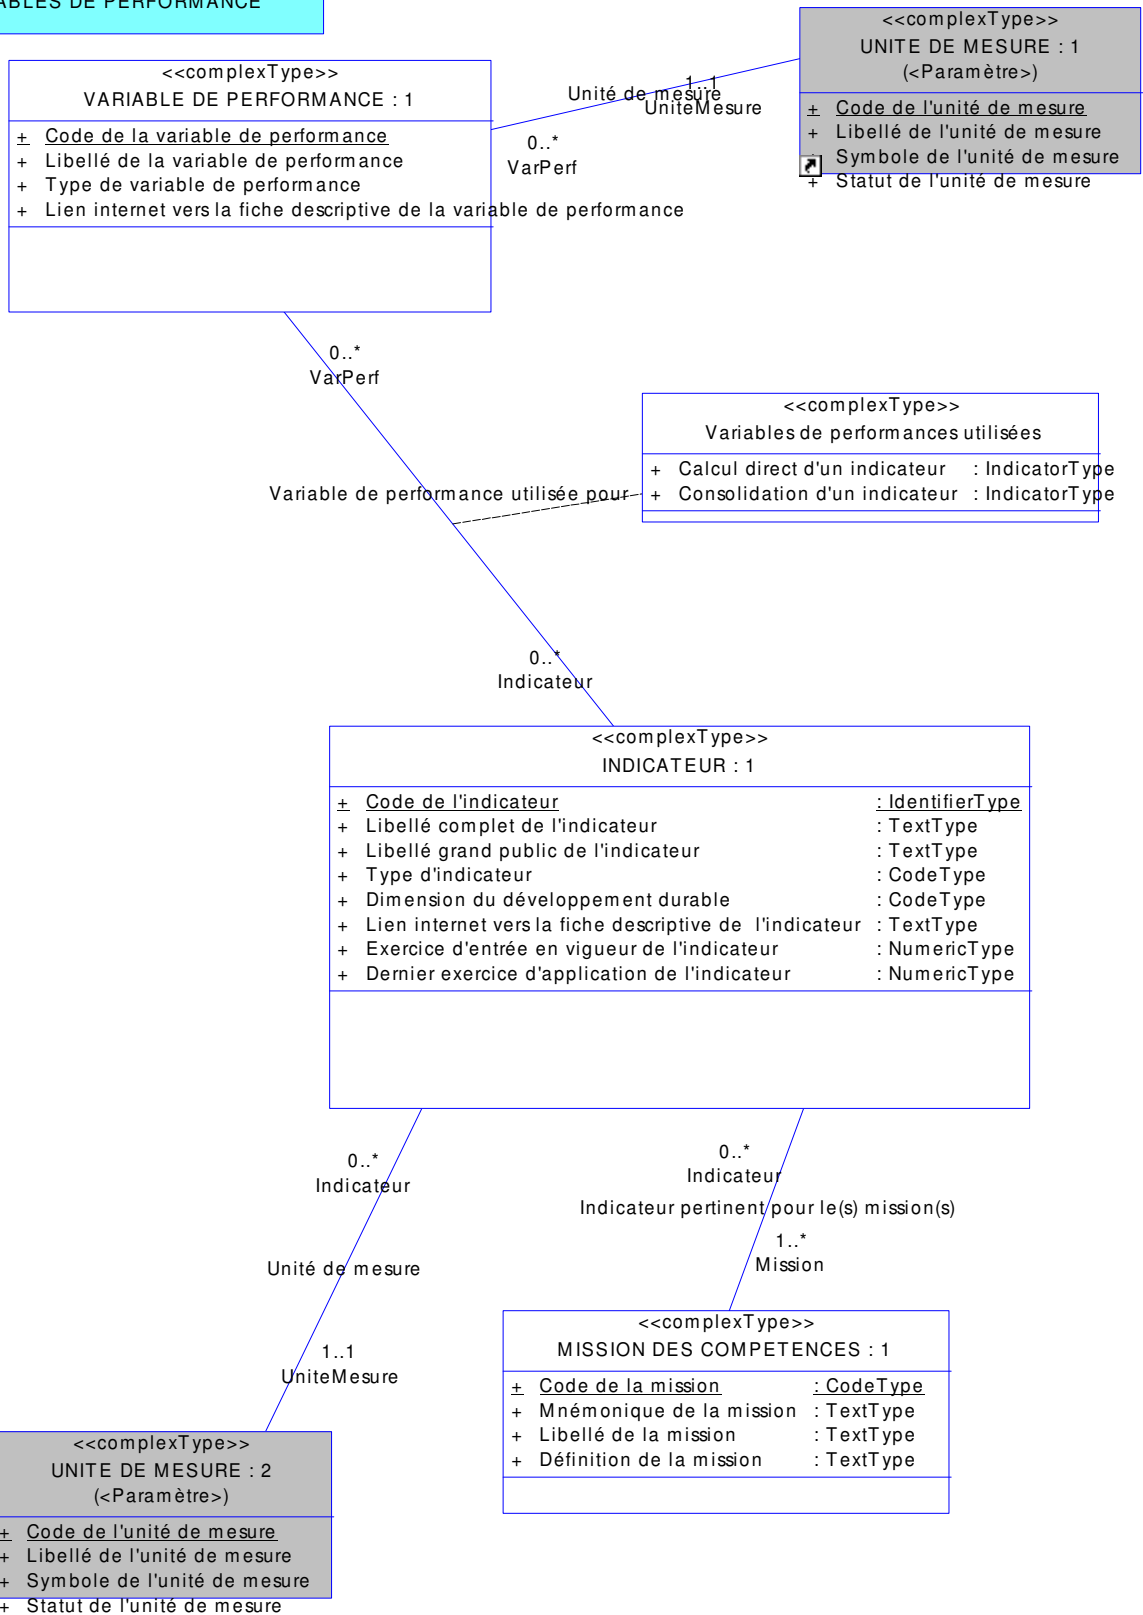 ABLES DE PERFORMANCE
<<complexType>>
UNITE DE MESURE : 1
(<Paramètre>)
+ Code de l'unité de mesure
+ Libellé de l'unité de mesure
+ Symbole de l'unité de mesure
+ Statut de l'unité de mesure
<<complexType>>
VARIABLE DE PERFORMANCE : 1
+ Code de la variable de performance
+ Libellé de la variable de performance
+ Type de variable de performance
+ Lien internet vers la fiche descriptive de la variable de performance
1..1
Unité de mesure
UniteMesure
0..*
VarPerf
0..*
VarPerf
<<complexType>>
Variables de performances utilisées
+ Calcul direct d'un indicateur : IndicatorType
+ Consolidation d'un indicateur : IndicatorType
Variable de performance utilisée pour
0..*
Indicateur
<<complexType>>
INDICATEUR : 1
+ Code de l'indicateur : IdentifierType
+ Libellé complet de l'indicateur : TextType
+ Libellé grand public de l'indicateur : TextType
+ Type d'indicateur : CodeType
+ Dimension du développement durable : CodeType
+ Lien internet vers la fiche descriptive de l'indicateur : TextType
+ Exercice d'entrée en vigueur de l'indicateur : NumericType
+ Dernier exercice d'application de l'indicateur : NumericType
0..*
Indicateur
Unité de mesure
1..1
UniteMesure
0..*
Indicateur
Indicateur pertinent pour le(s) mission(s)
1..*
Mission
<<complexType>>
MISSION DES COMPETENCES : 1
+ Code de la mission : CodeType
+ Mnémonique de la mission : TextType
+ Libellé de la mission : TextType
+ Définition de la mission : TextType
<<complexType>>
UNITE DE MESURE : 2
(<Paramètre>)
+ Code de l'unité de mesure
+ Libellé de l'unité de mesure
+ Symbole de l'unité de mesure
+ Statut de l'unité de mesure